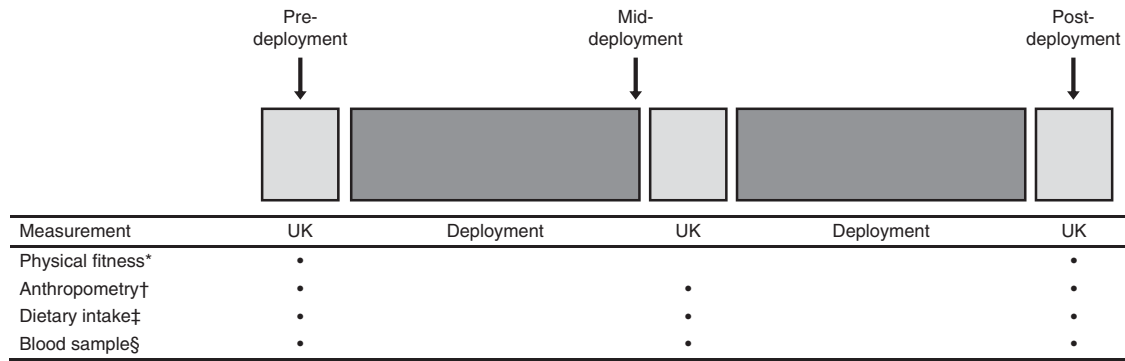 Pre-
deployment
Mid-
deployment
Post-
deployment
Measurement UK Deployment UK Deployment UK
Physical fitness* • •
Anthropometry† • • •
Dietary intake‡ • • •
Blood sample§ • • •